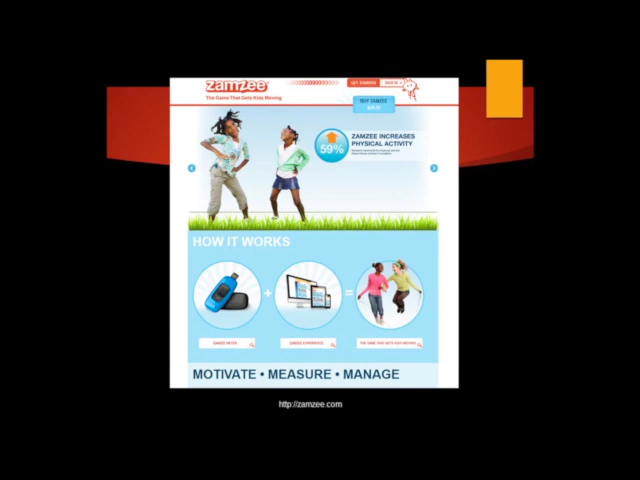 zamzee
The Game That Gets Kids Moving
GET STARTED
SIGN IN
BUY ZAMZEE
59%
ZAMZEE INCREASES
PHYSICAL ACTIVITY
HOW IT WORKS
+
=
ZAMZEE METER
ZAMZEE EXPERIENCE
THE GAME THAT GETS KIDS MOVING
MOTIVATE • MEASURE • MANAGE
http://zamzee.com